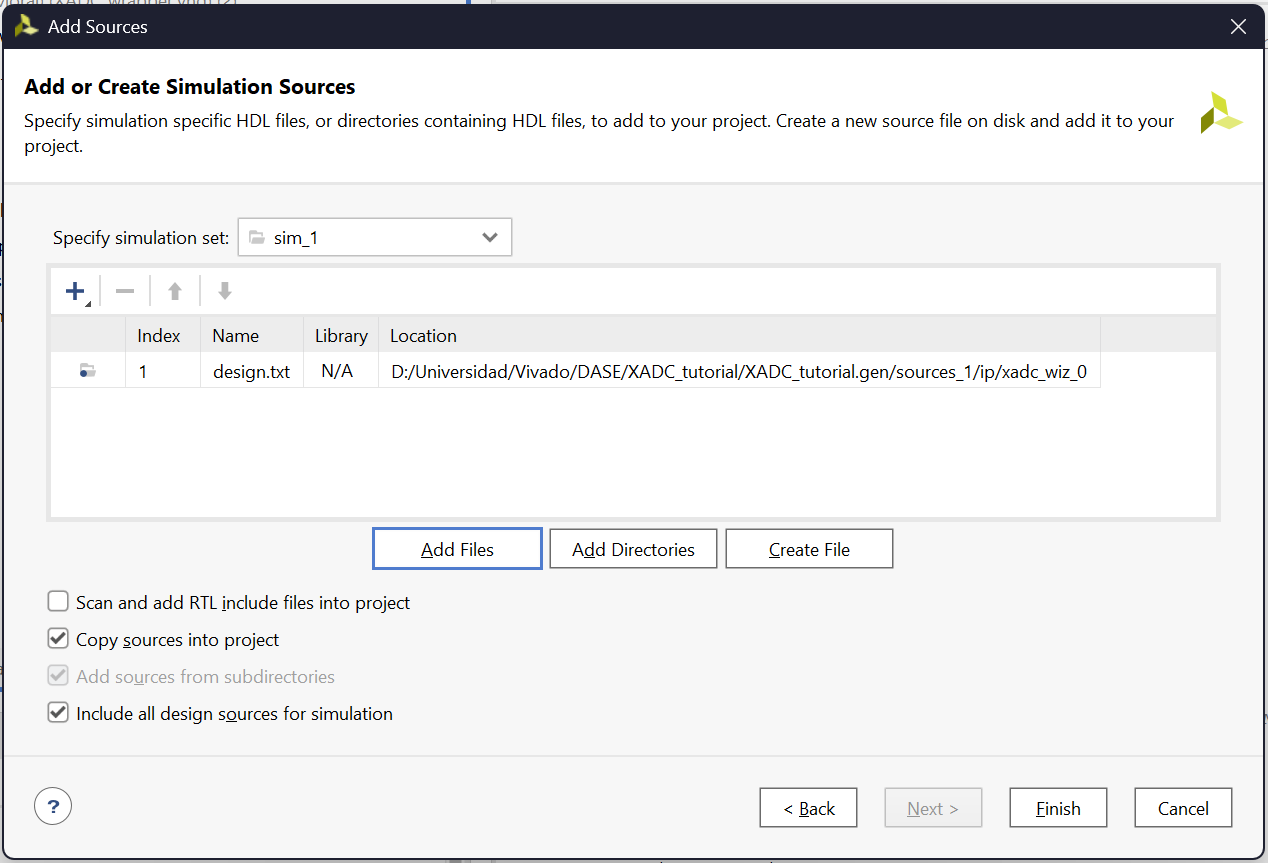 Add Sources
Add or Create Simulation Sources
Specify simulation specific HDL files, or directories containing HDL files, to add to your project. Create a new source file on disk and add it to your
project.
Specify simulation set: sim_1
Index Name Library Location
1 design.txt N/A D:/Universidad/Vivado/DASE/XADC_tutorial/XADC_tutorial.gen/sources_1/ip/xadc_wiz_0
Add Files Add Directories Create File
Scan and add RTL include files into project
Copy sources into project
Add sources from subdirectories
Include all design sources for simulation
? < Back Next > Finish Cancel